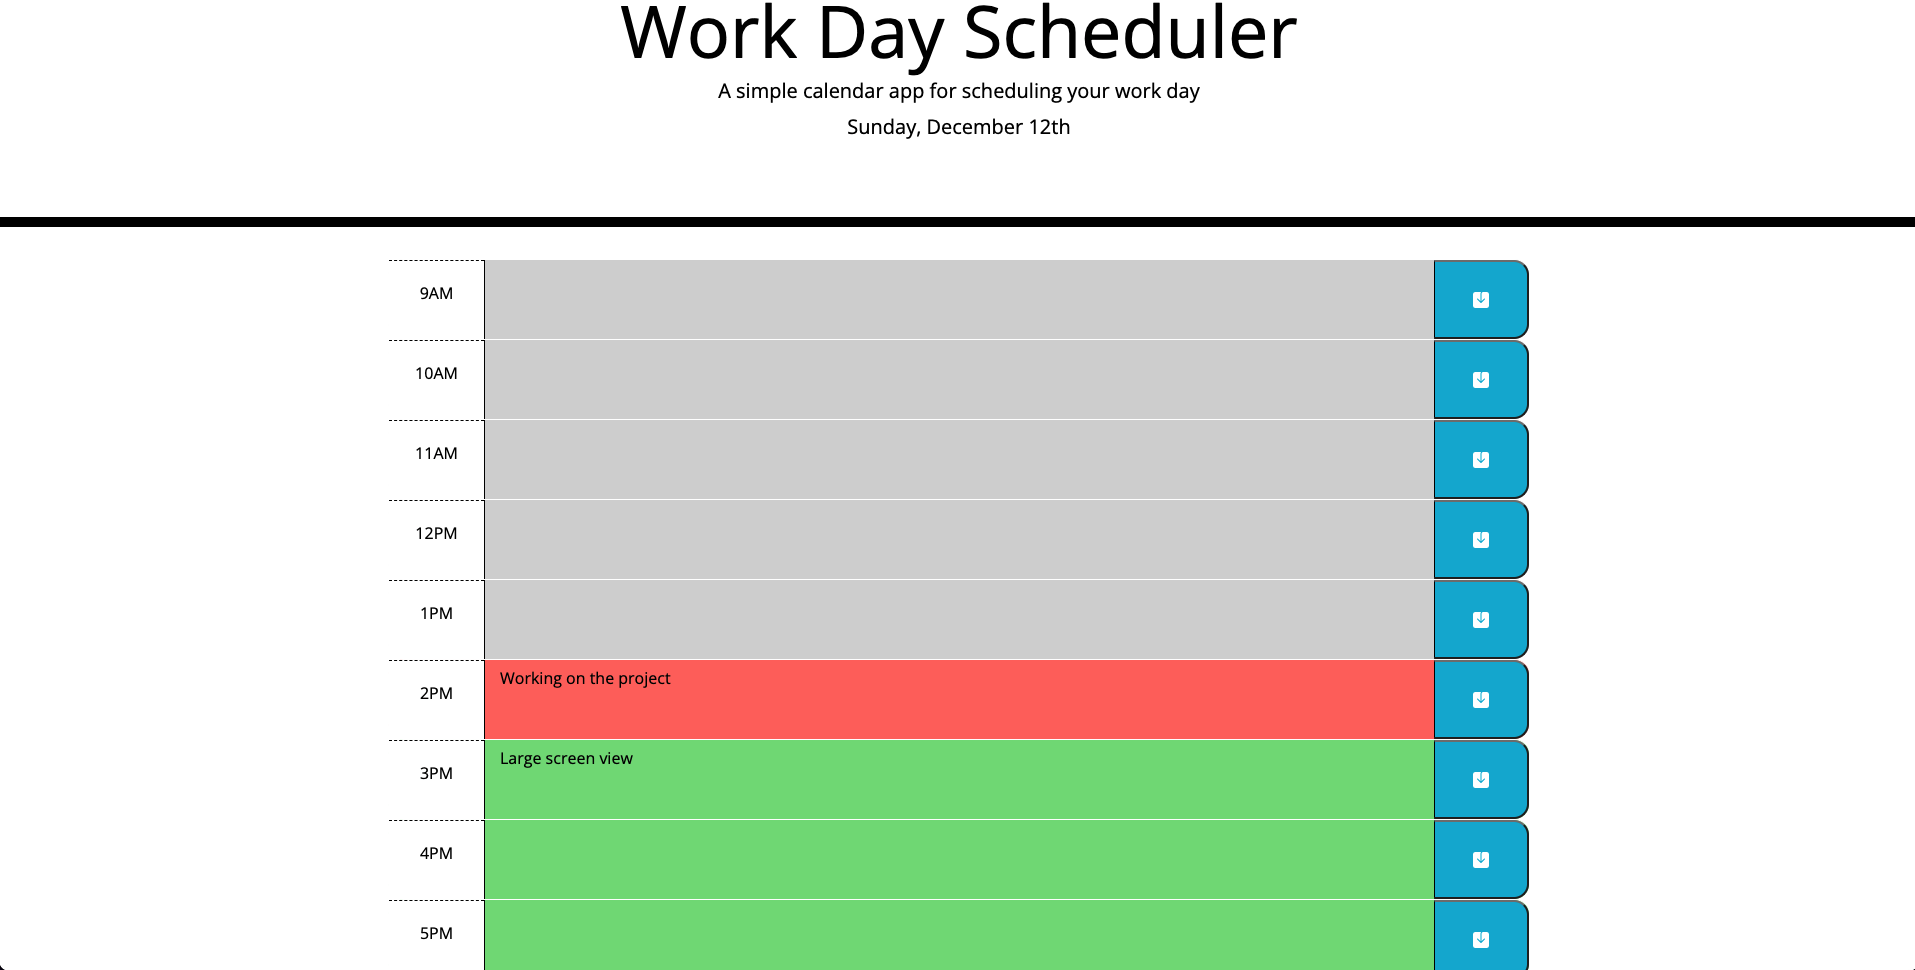 Work Day Scheduler
A simple calendar app for scheduling your work day
Sunday, December 12th
9AM
10AM
11AM
12PM
1PM
2PM
Working on the project
3PM
Large screen view
4PM
5PM